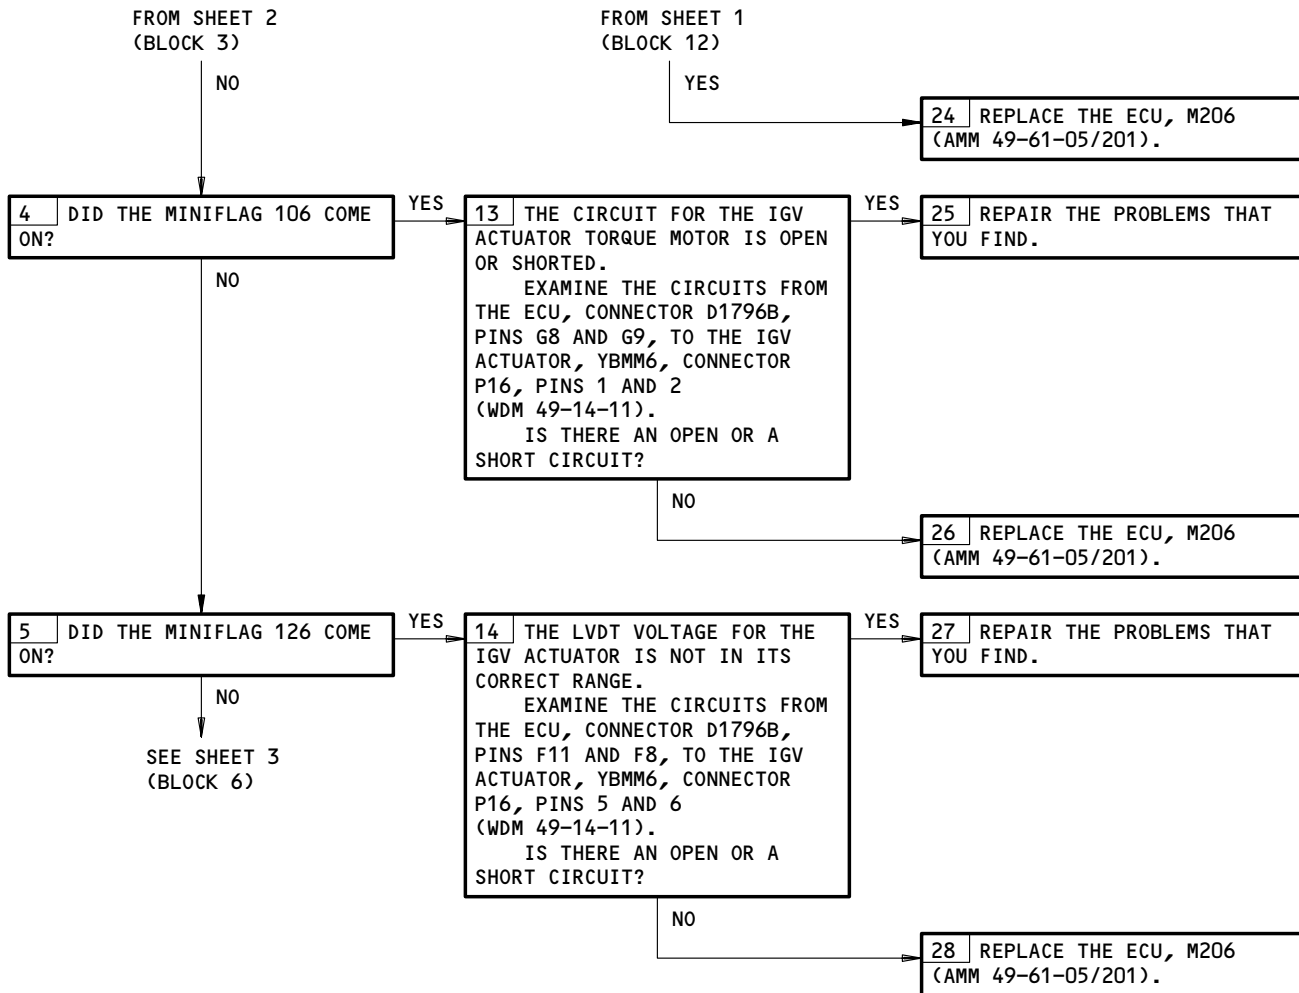 FROM SHEET 2
(BLOCK 3)
NO
FROM SHEET 1
(BLOCK 12)
YES
24 REPLACE THE ECU, M206
(AMM 49-61-05/201).
4 DID THE MINIFLAG 106 COME
ON?
YES
NO
13 THE CIRCUIT FOR THE IGV
ACTUATOR TORQUE MOTOR IS OPEN
OR SHORTED.
EXAMINE THE CIRCUITS FROM
THE ECU, CONNECTOR D1796B,
PINS G8 AND G9, TO THE IGV
ACTUATOR, YBMM6, CONNECTOR
P16, PINS 1 AND 2
(WDM 49-14-11).
IS THERE AN OPEN OR A
SHORT CIRCUIT?
YES
25 REPAIR THE PROBLEMS THAT
YOU FIND.
NO
26 REPLACE THE ECU, M206
(AMM 49-61-05/201).
5 DID THE MINIFLAG 126 COME
ON?
YES
NO
SEE SHEET 3
(BLOCK 6)
14 THE LVDT VOLTAGE FOR THE
IGV ACTUATOR IS NOT IN ITS
CORRECT RANGE.
EXAMINE THE CIRCUITS FROM
THE ECU, CONNECTOR D1796B,
PINS F11 AND F8, TO THE IGV
ACTUATOR, YBMM6, CONNECTOR
P16, PINS 5 AND 6
(WDM 49-14-11).
IS THERE AN OPEN OR A
SHORT CIRCUIT?
YES
27 REPAIR THE PROBLEMS THAT
YOU FIND.
NO
28 REPLACE THE ECU, M206
(AMM 49-61-05/201).